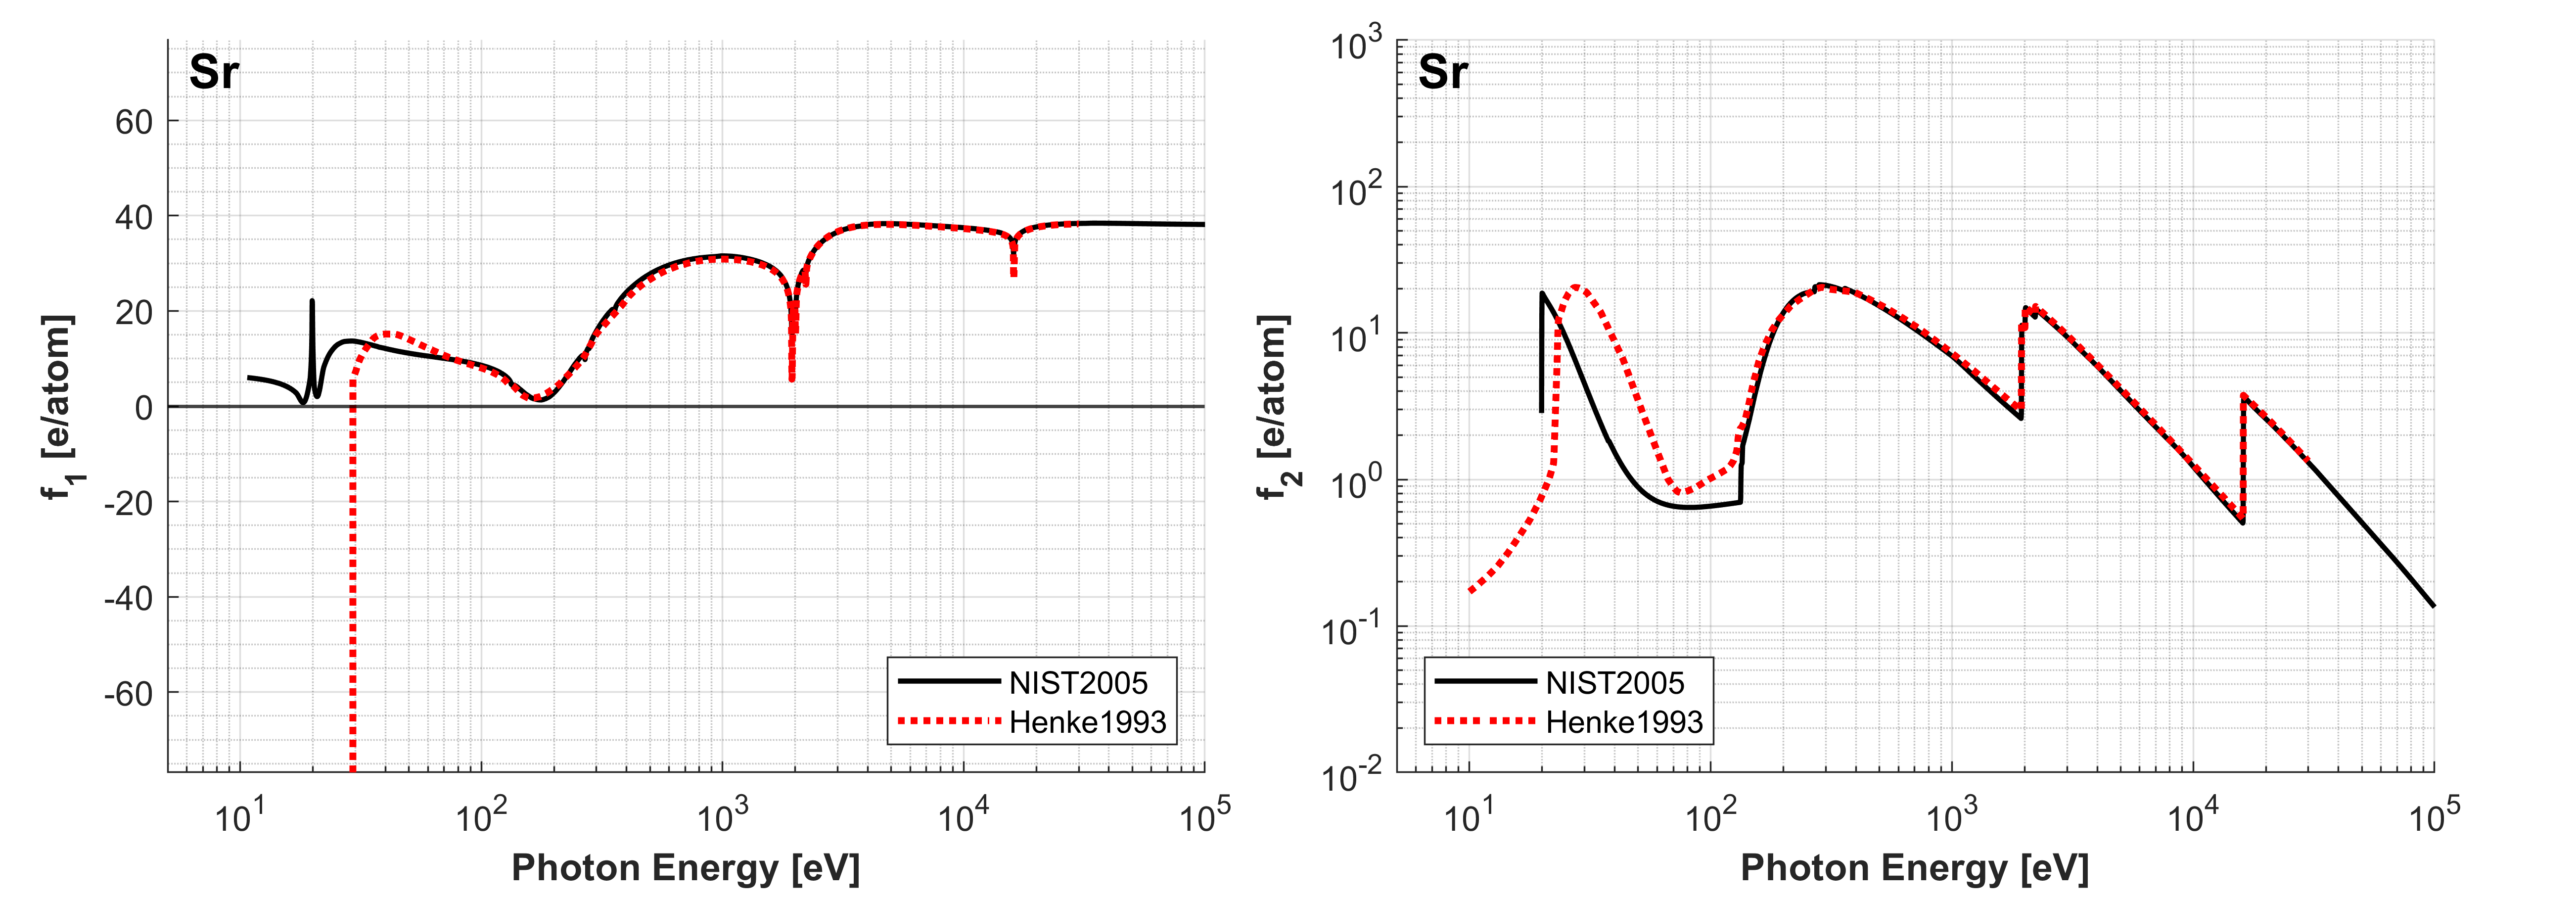 Sr
60
40
20
0
-20
-40
-60
f1 [e/atom]
10^1 10^2 10^3 10^4 10^5
Photon Energy [eV]
NIST2005
Henke1993
Sr
10^3
10^2
10^1
10^0
10^-1
10^-2
f2 [e/atom]
10^1 10^2 10^3 10^4 10^5
Photon Energy [eV]
NIST2005
Henke1993